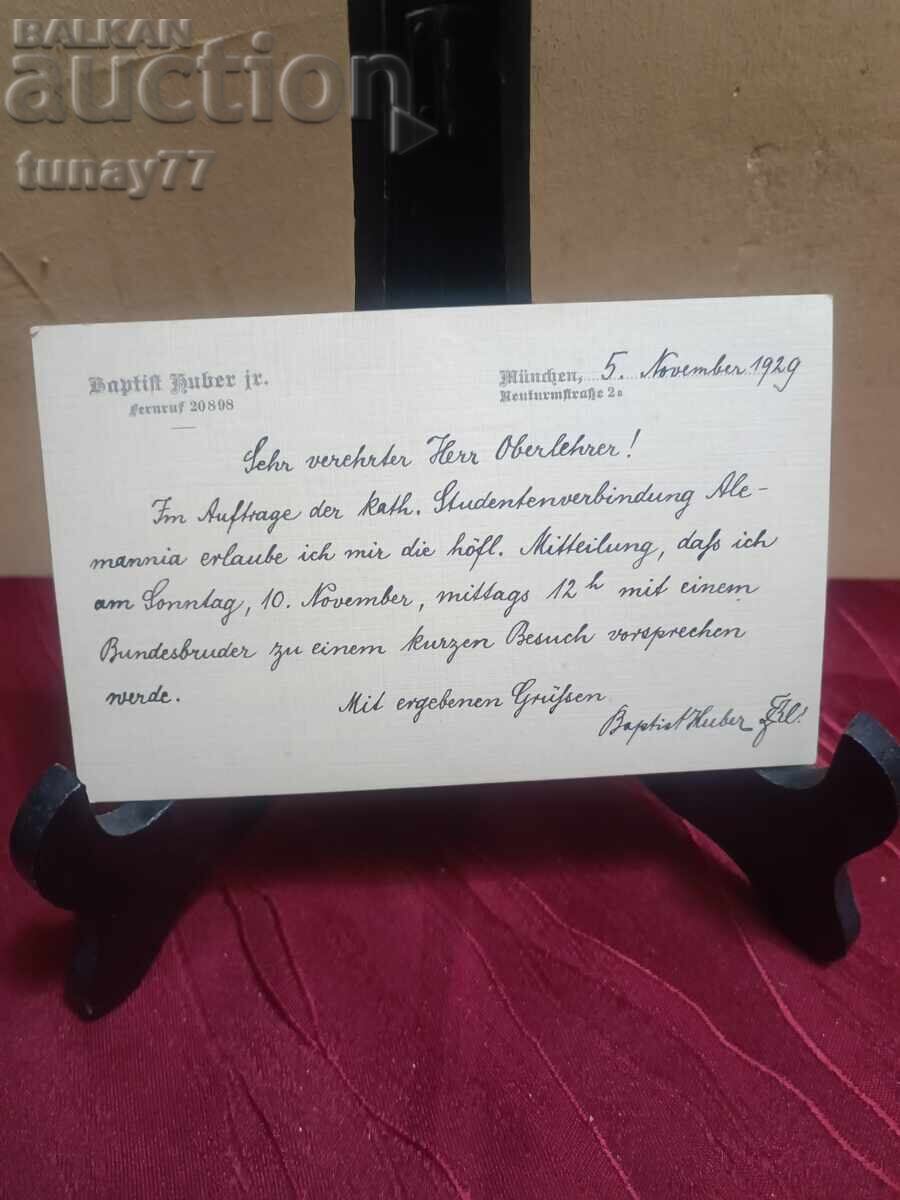 BALKAN
auction
tunay77
Baptist Huber jr.
Fernruf 20898
München, 5. November 1929
Neuturmstraße 2a
Sehr verehrter Herr Oberlehrer!
Im Auftrage der kath. Studentenverbindung Ale-
mannia erlaube ich mir die höfl. Mitteilung, daß ich
am Sonntag, 10. November, mittags 12 h mit einem
Bundesbruder zu einem kurzen Besuch vorsprechen
werde.
Mit ergebenen Grüßen
Baptist Huber